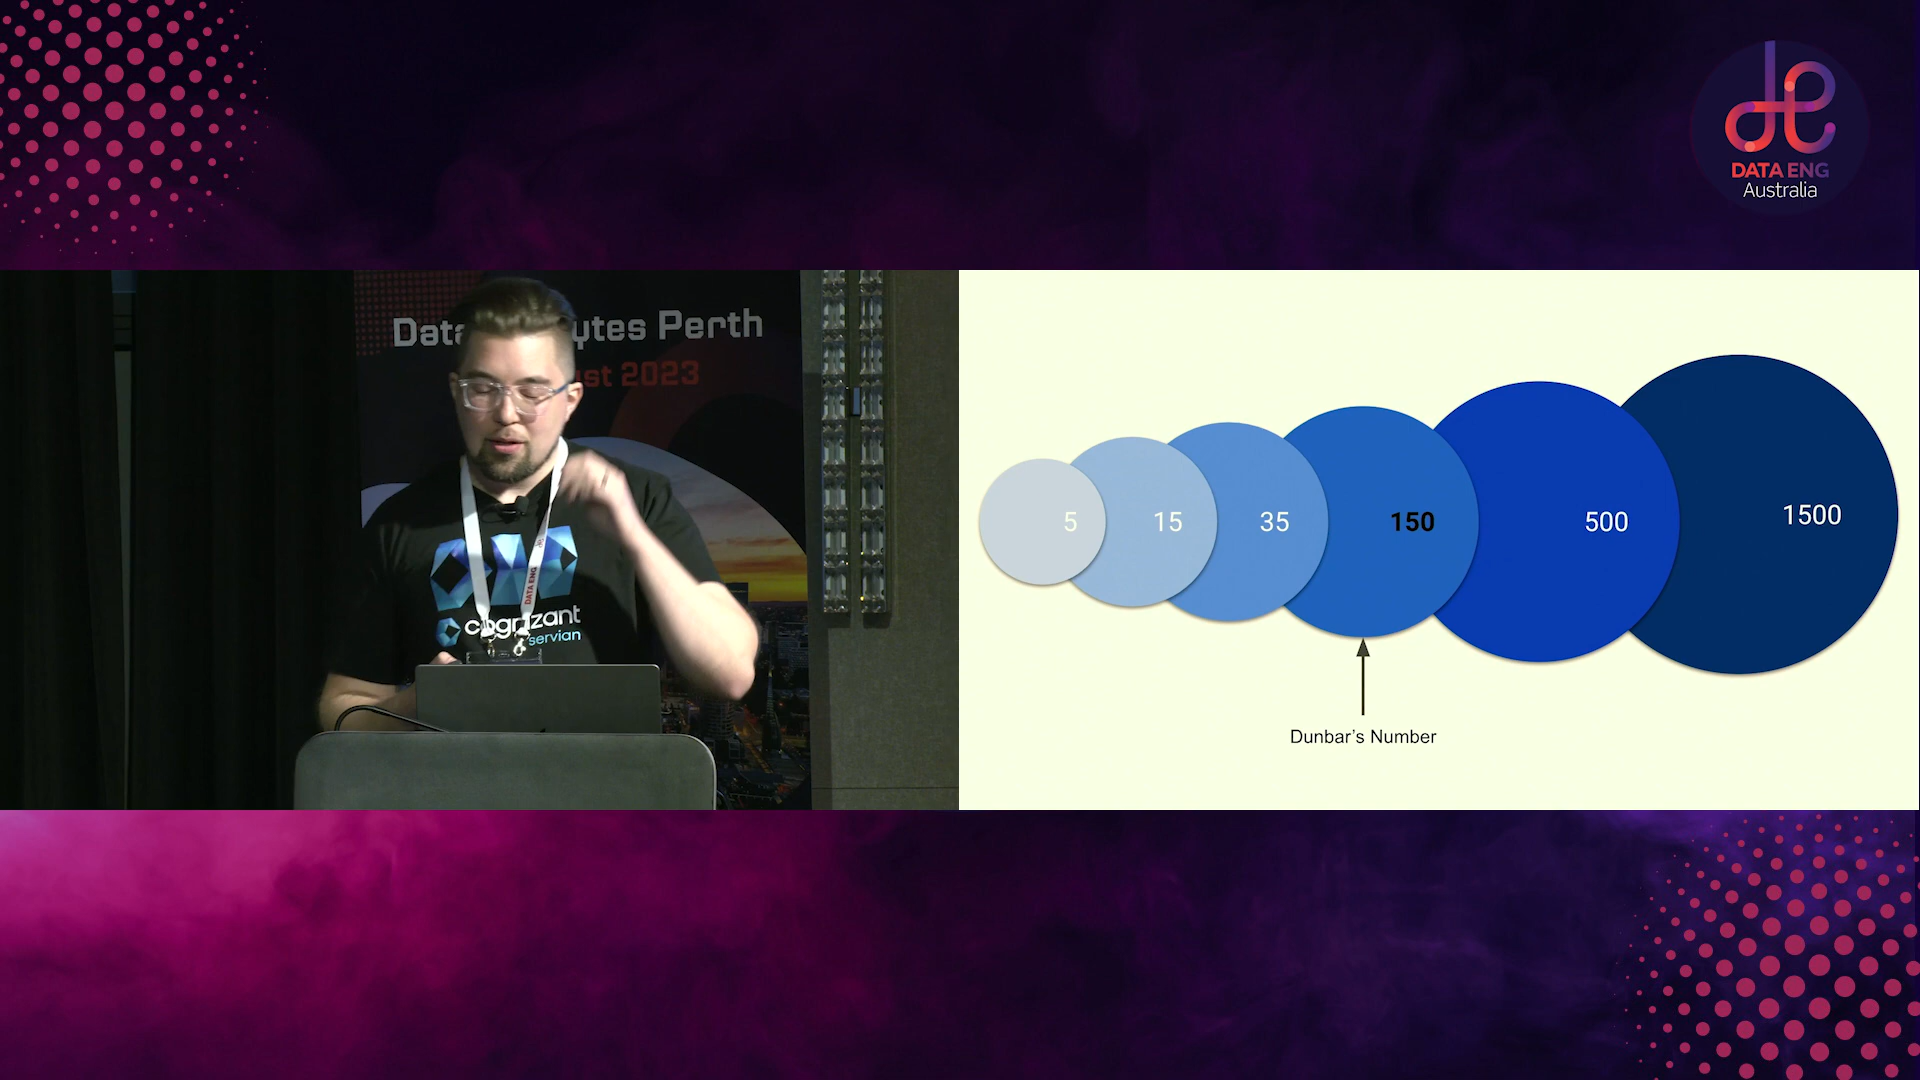 DATA ENG
Australia
Data ytes Perth
ust 2023
DATA ENG
cognizant
servian
5
15
35
150
500
1500
Dunbar's Number